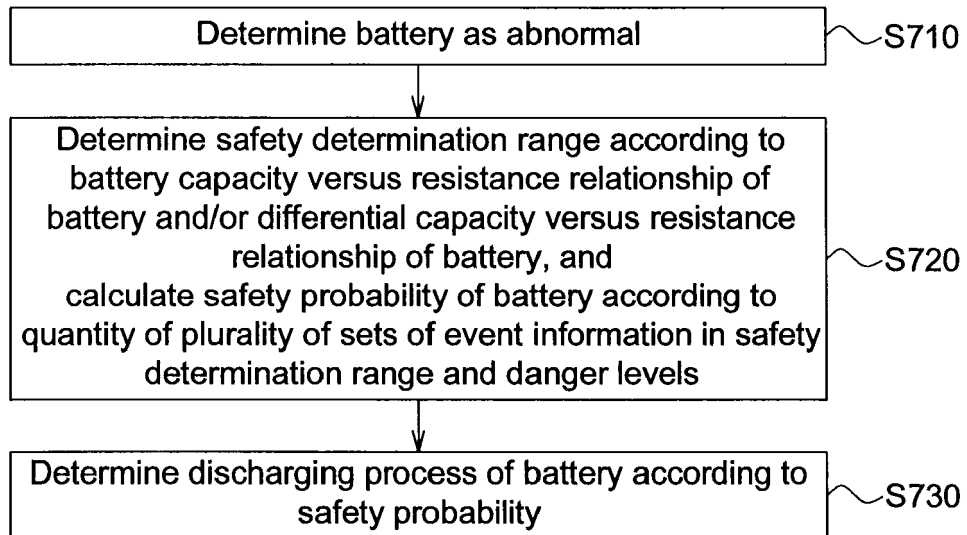 Determine battery as abnormal
S710
Determine safety determination range according to
battery capacity versus resistance relationship of
battery and/or differential capacity versus resistance
relationship of battery, and
calculate safety probability of battery according to
quantity of plurality of sets of event information in safety
determination range and danger levels
S720
Determine discharging process of battery according to
safety probability
S730